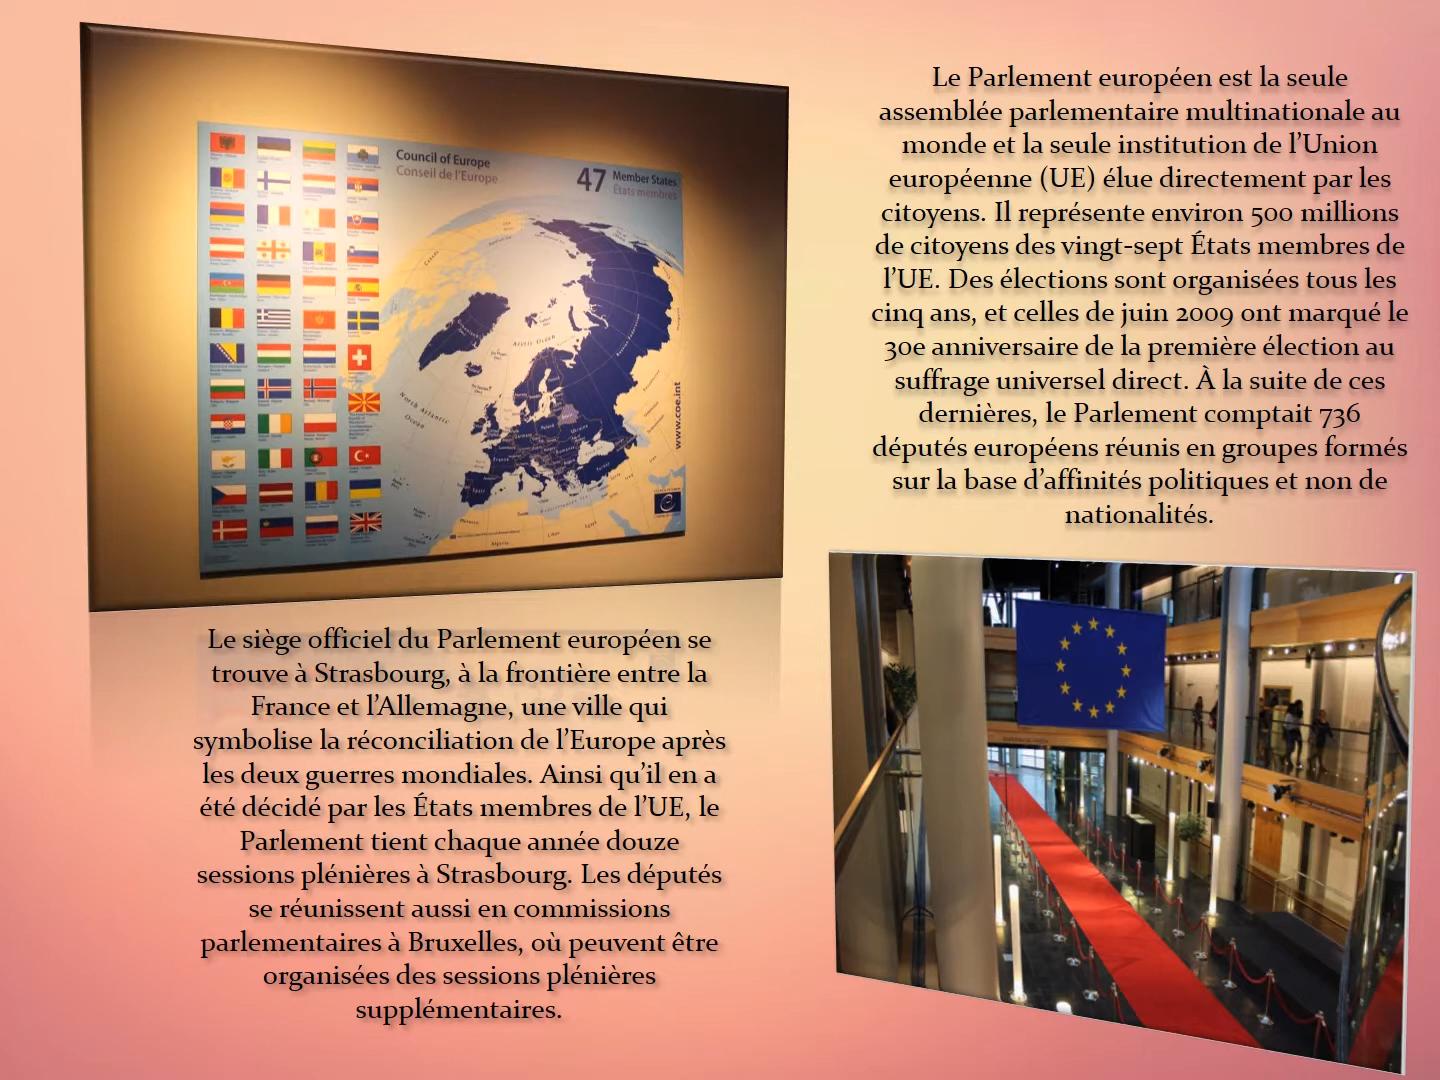 Council of Europe
Conseil de l'Europe
47 Member States
États membres
Arctic Ocean
North Atlantic
Ocean
www.coe.int
Le Parlement européen est la seule
assemblée parlementaire multinationale au
monde et la seule institution de l’Union
européenne (UE) élue directement par les
citoyens. Il représente environ 500 millions
de citoyens des vingt-sept États membres de
l’UE. Des élections sont organisées tous les
cinq ans, et celles de juin 2009 ont marqué le
30e anniversaire de la première élection au
suffrage universel direct. À la suite de ces
dernières, le Parlement comptait 736
députés européens réunis en groupes formés
sur la base d’affinités politiques et non de
nationalités.
Le siège officiel du Parlement européen se
trouve à Strasbourg, à la frontière entre la
France et l’Allemagne, une ville qui
symbolise la réconciliation de l’Europe après
les deux guerres mondiales. Ainsi qu’il en a
été décidé par les États membres de l’UE, le
Parlement tient chaque année douze
sessions plénières à Strasbourg. Les députés
se réunissent aussi en commissions
parlementaires à Bruxelles, où peuvent être
organisées des sessions plénières
supplémentaires.